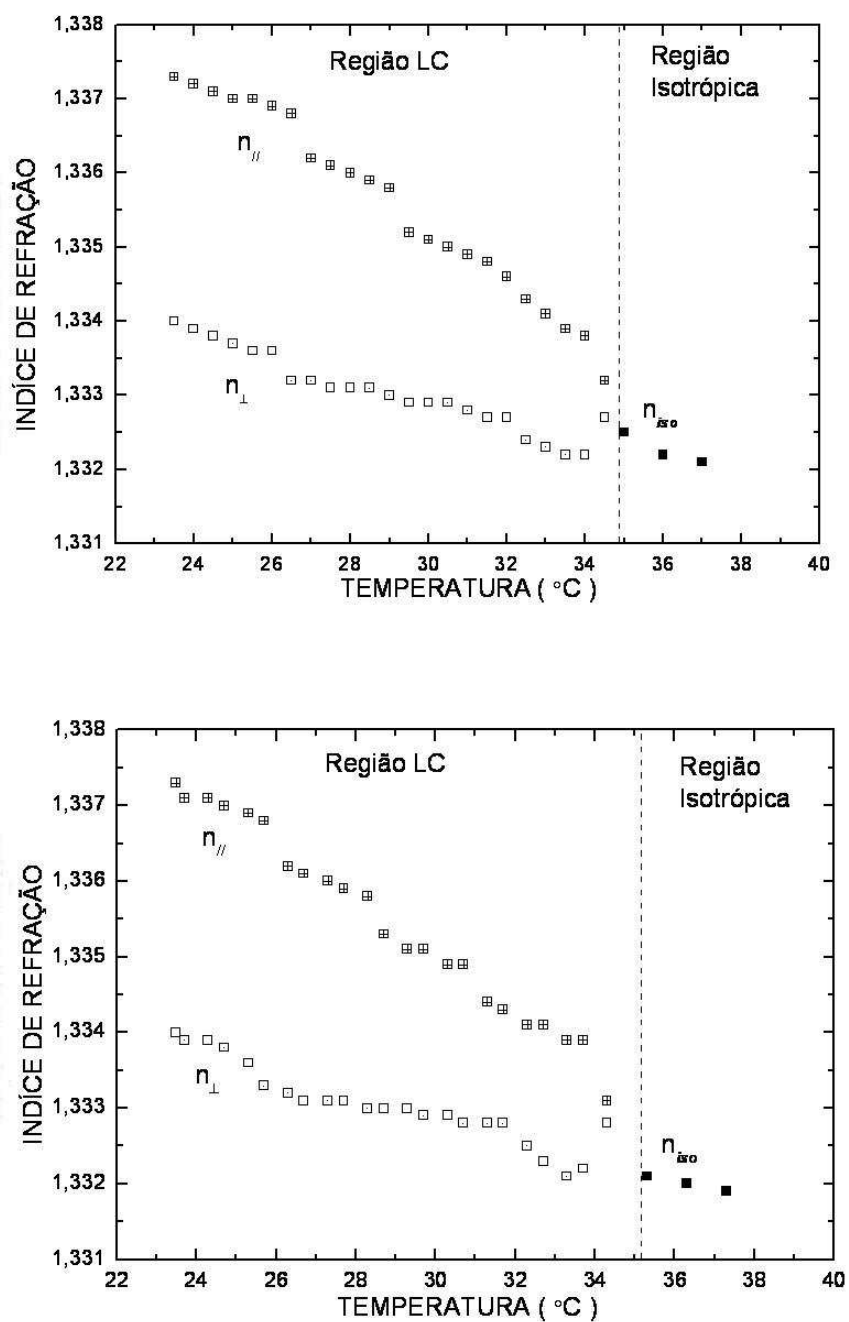 1,338
1,337
1,336
1,335
1,334
1,333
1,332
1,331
INDÍCE DE REFRAÇÃO
Região LC
Região
Isotrópica
n//
n⊥
niso
22 24 26 28 30 32 34 36 38 40
TEMPERATURA ( °C )
1,338
1,337
1,336
1,335
1,334
1,333
1,332
1,331
INDÍCE DE REFRAÇÃO
Região LC
Região
Isotrópica
n//
n⊥
niso
22 24 26 28 30 32 34 36 38 40
TEMPERATURA ( °C )